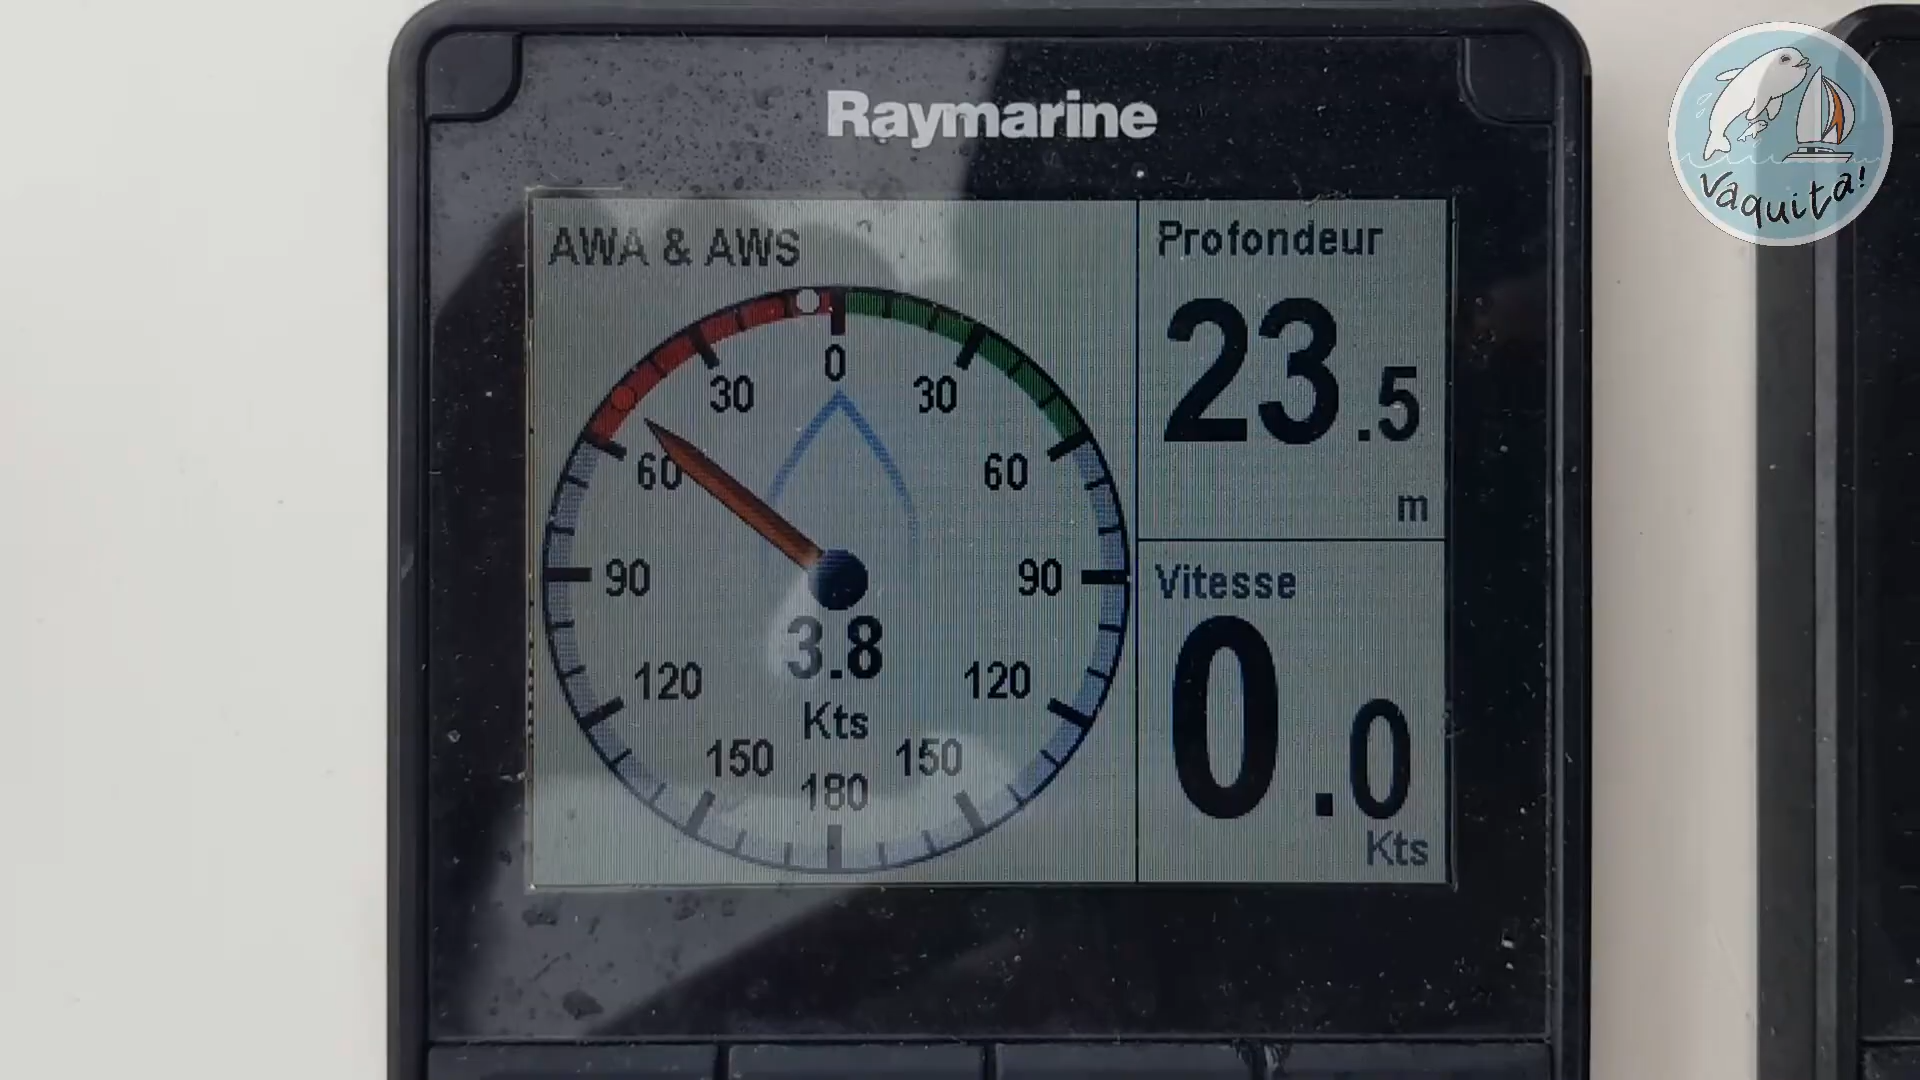 Raymarine
Vaquita!
AWA & AWS
Profondeur
0
30
30
23.5
60
60
m
90
90
Vitesse
3.8
0.0
120
120
Kts
150
150
180
Kts